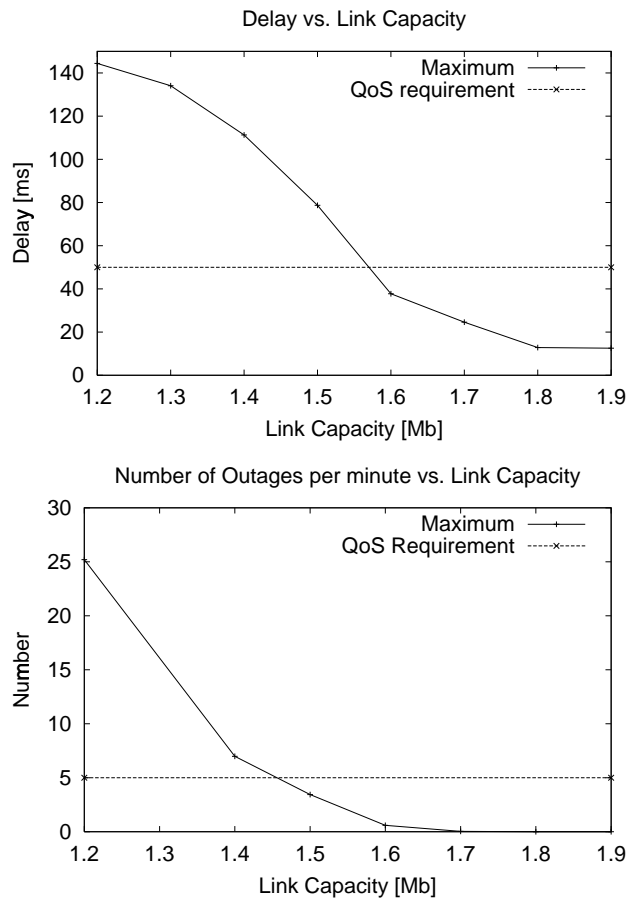 Delay vs. Link Capacity
140
120
100
80
60
40
20
0
Delay [ms]
Maximum
QoS requirement
1.2 1.3 1.4 1.5 1.6 1.7 1.8 1.9
Link Capacity [Mb]
Number of Outages per minute vs. Link Capacity
30
25
20
15
10
5
0
Number
Maximum
QoS Requirement
1.2 1.3 1.4 1.5 1.6 1.7 1.8 1.9
Link Capacity [Mb]